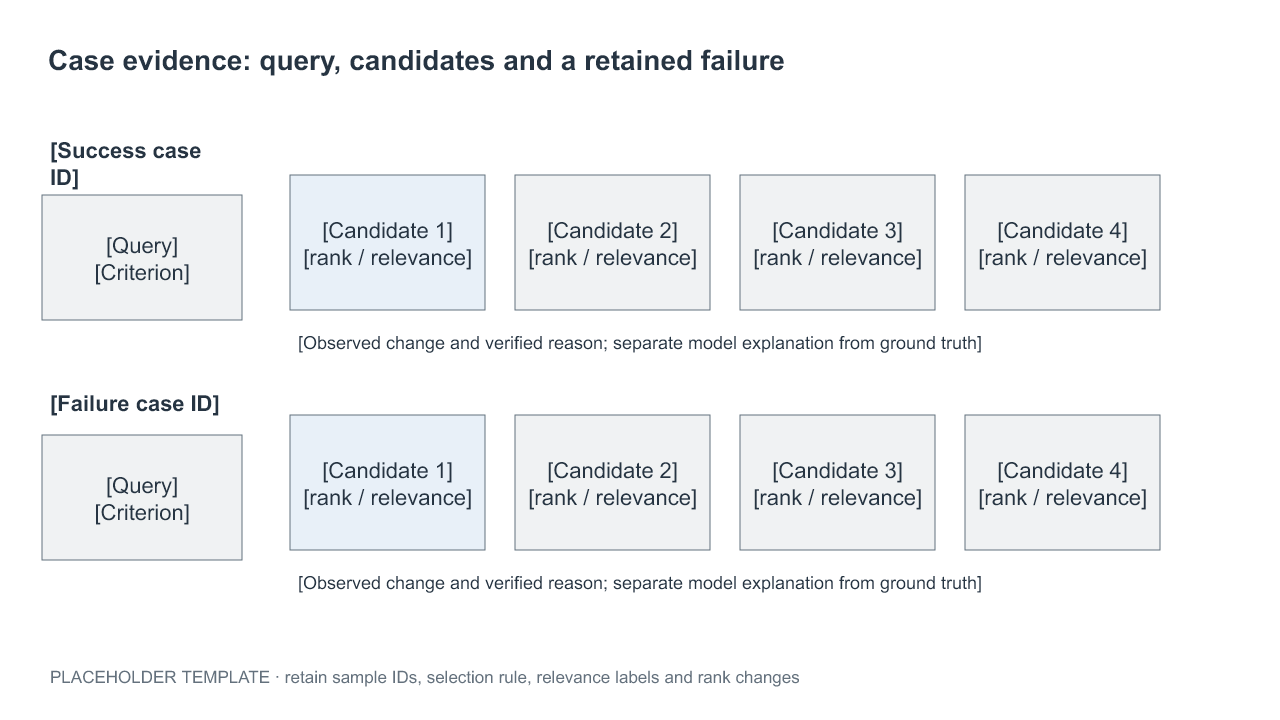 Case evidence: query, candidates and a retained failure
[Success case
ID]
[Query]
[Criterion]
[Candidate 1]
[rank / relevance]
[Candidate 2]
[rank / relevance]
[Candidate 3]
[rank / relevance]
[Candidate 4]
[rank / relevance]
[Observed change and verified reason; separate model explanation from ground truth]
[Failure case ID]
[Query]
[Criterion]
[Candidate 1]
[rank / relevance]
[Candidate 2]
[rank / relevance]
[Candidate 3]
[rank / relevance]
[Candidate 4]
[rank / relevance]
[Observed change and verified reason; separate model explanation from ground truth]
PLACEHOLDER TEMPLATE · retain sample IDs, selection rule, relevance labels and rank changes